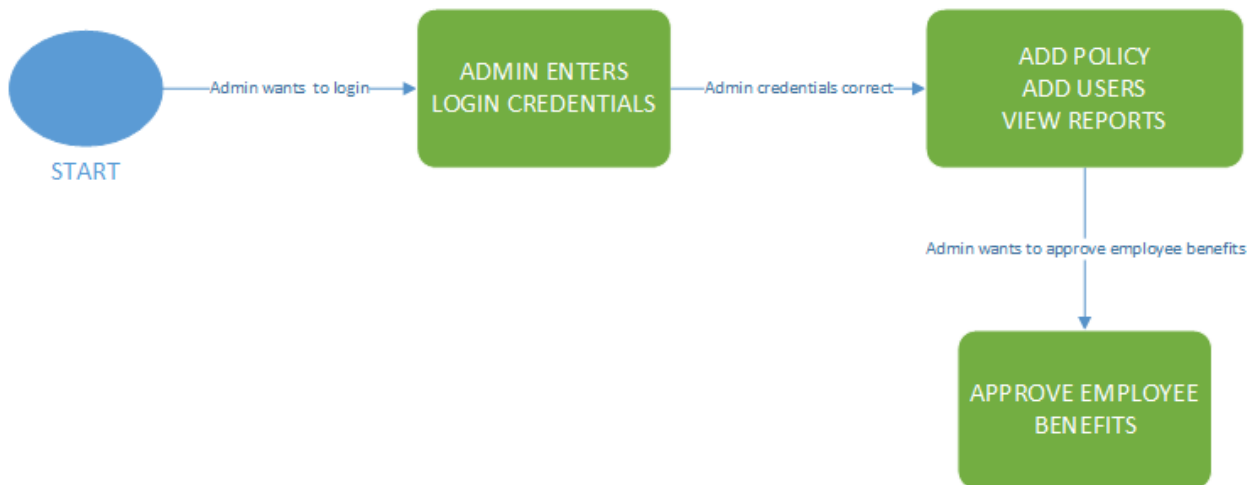 START
Admin wants to login
ADMIN ENTERS
LOGIN CREDENTIALS
Admin credentials correct
ADD POLICY
ADD USERS
VIEW REPORTS
Admin wants to approve employee benefits
APPROVE EMPLOYEE
BENEFITS